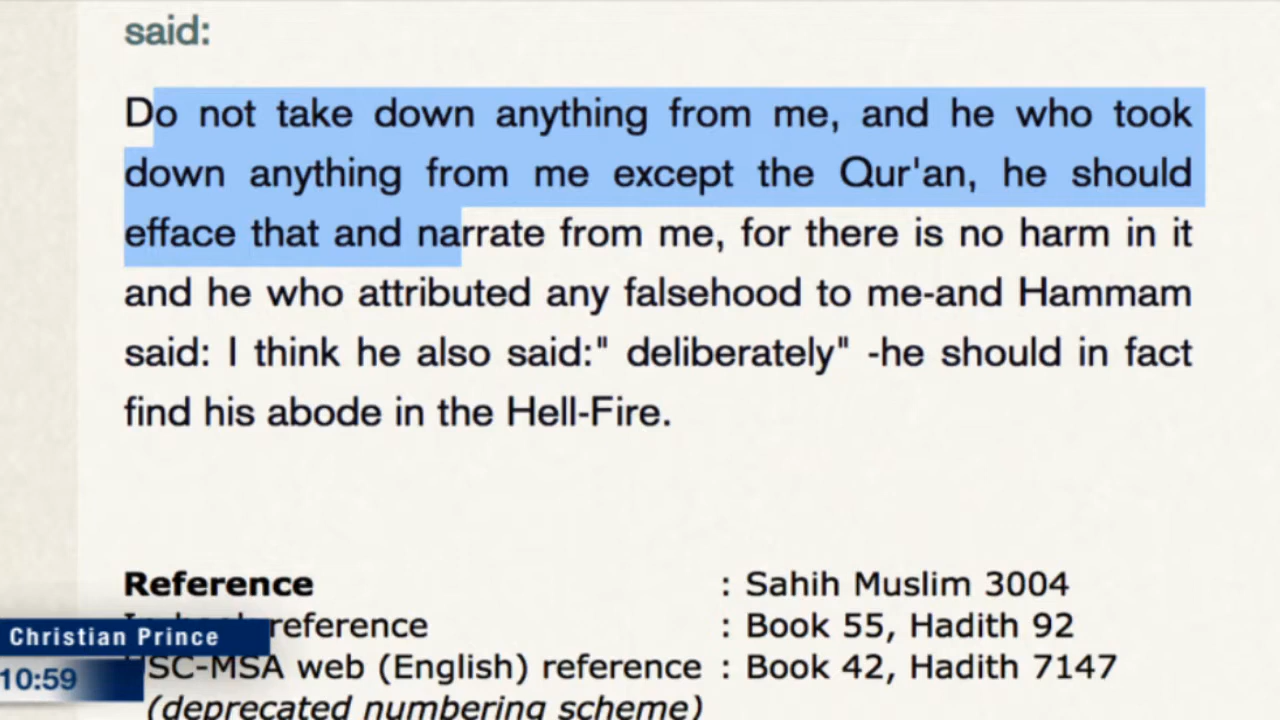 said:
Do not take down anything from me, and he who took
down anything from me except the Qur'an, he should
efface that and narrate from me, for there is no harm in it
and he who attributed any falsehood to me-and Hammam
said: I think he also said:" deliberately" -he should in fact
find his abode in the Hell-Fire.
Reference : Sahih Muslim 3004
reference : Book 55, Hadith 92
Christian Prince
SC-MSA web (English) reference : Book 42, Hadith 7147
10:59
(deprecated numbering scheme)